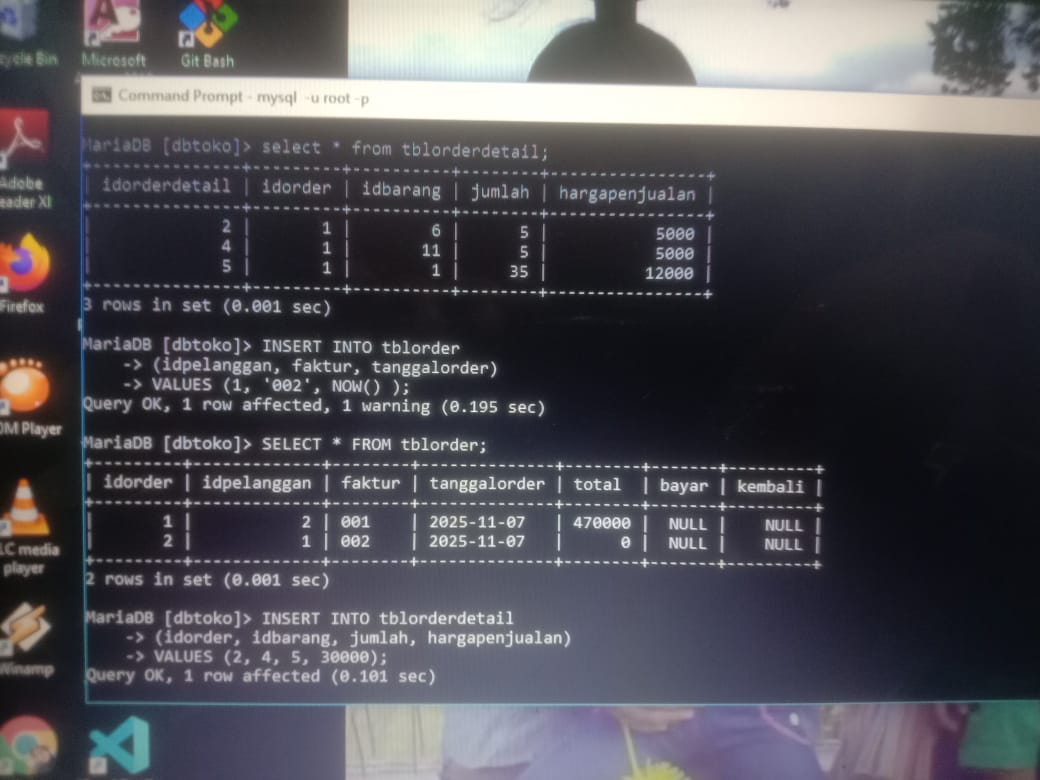 ycle Bin
Microsoft
Git Bash
Command Prompt - mysql -u root -p
Adobe
eader XI
Firefox
OM Player
LC media
player
Winamp
MariaDB [dbtoko]> select * from tblorderdetail;
+---------------+---------+----------+--------+----------------+
| idorderdetail | idorder | idbarang | jumlah | hargapenjualan |
+---------------+---------+----------+--------+----------------+
| 2 | 1 | 6 | 5 | 5000 |
| 4 | 1 | 11 | 5 | 5000 |
| 5 | 1 | 1 | 35 | 12000 |
+---------------+---------+----------+--------+----------------+
3 rows in set (0.001 sec)
MariaDB [dbtoko]> INSERT INTO tblorder
-> (idpelanggan, faktur, tanggalorder)
-> VALUES (1, '002', NOW() );
Query OK, 1 row affected, 1 warning (0.195 sec)
MariaDB [dbtoko]> SELECT * FROM tblorder;
+---------+-------------+--------+--------------+--------+-------+---------+
| idorder | idpelanggan | faktur | tanggalorder | total | bayar | kembali |
+---------+-------------+--------+--------------+--------+-------+---------+
| 1 | 2 | 001 | 2025-11-07 | 470000 | NULL | NULL |
| 2 | 1 | 002 | 2025-11-07 | 0 | NULL | NULL |
+---------+-------------+--------+--------------+--------+-------+---------+
2 rows in set (0.001 sec)
MariaDB [dbtoko]> INSERT INTO tblorderdetail
-> (idorder, idbarang, jumlah, hargapenjualan)
-> VALUES (2, 4, 5, 30000);
Query OK, 1 row affected (0.101 sec)